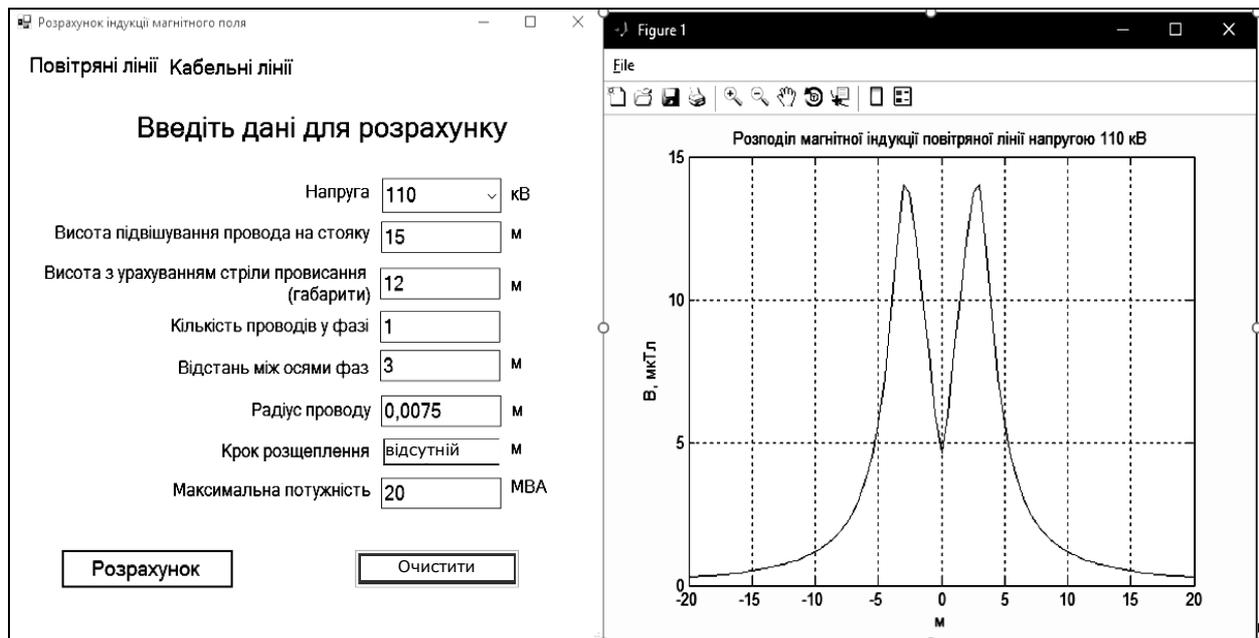 Розрахунок індукції магнітного поля
Повітряні лінії Кабельні лінії
Введіть дані для розрахунку
Напруга 110 кВ
Висота підвішування провода на стояку 15 м
Висота з урахуванням стріли провисання
(габарити) 12 м
Кількість проводів у фазі 1
Відстань між осями фаз 3 м
Радіус проводу 0,0075 м
Крок розщеплення відсутній м
Максимальна потужність 20 МВА
Розрахунок Очистити
Figure 1
File
Розподіл магнітної індукції повітряної лінії напругою 110 кВ
15
10
5
0
В, мкТл
-20 -15 -10 -5 0 5 10 15 20
м